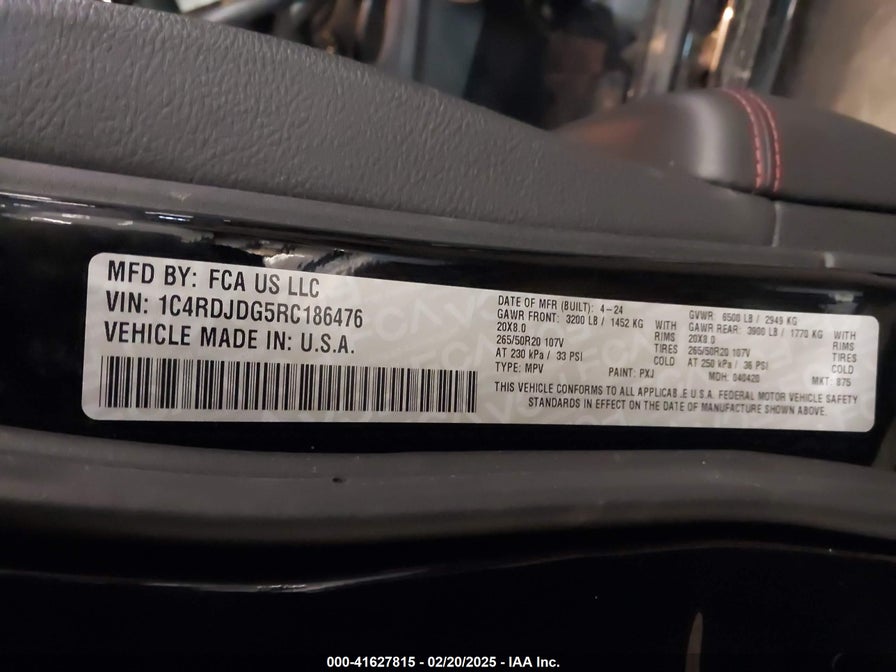 MFD BY: FCA US LLC
VIN: 1C4RDJDG5RC186476
VEHICLE MADE IN: U.S.A.
DATE OF MFR (BUILT): 4-24
GAWR FRONT: 3200 LB / 1452 KG WITH
20X8.0 RIMS
265/50R20 107V TIRES
AT 230 kPa / 33 PSI COLD
TYPE: MPV PAINT: PXJ
GVWR: 6500 LB / 2949 KG
GAWR REAR: 3900 LB / 1770 KG WITH
20X8.0 RIMS
265/50R20 107V TIRES
AT 250 kPa / 36 PSI COLD
MDH: 040420 MKT: 875
THIS VEHICLE CONFORMS TO ALL APPLICABLE U.S.A. FEDERAL MOTOR VEHICLE SAFETY
STANDARDS IN EFFECT ON THE DATE OF MANUFACTURE SHOWN ABOVE.
000-41627815 - 02/20/2025 - IAA Inc.